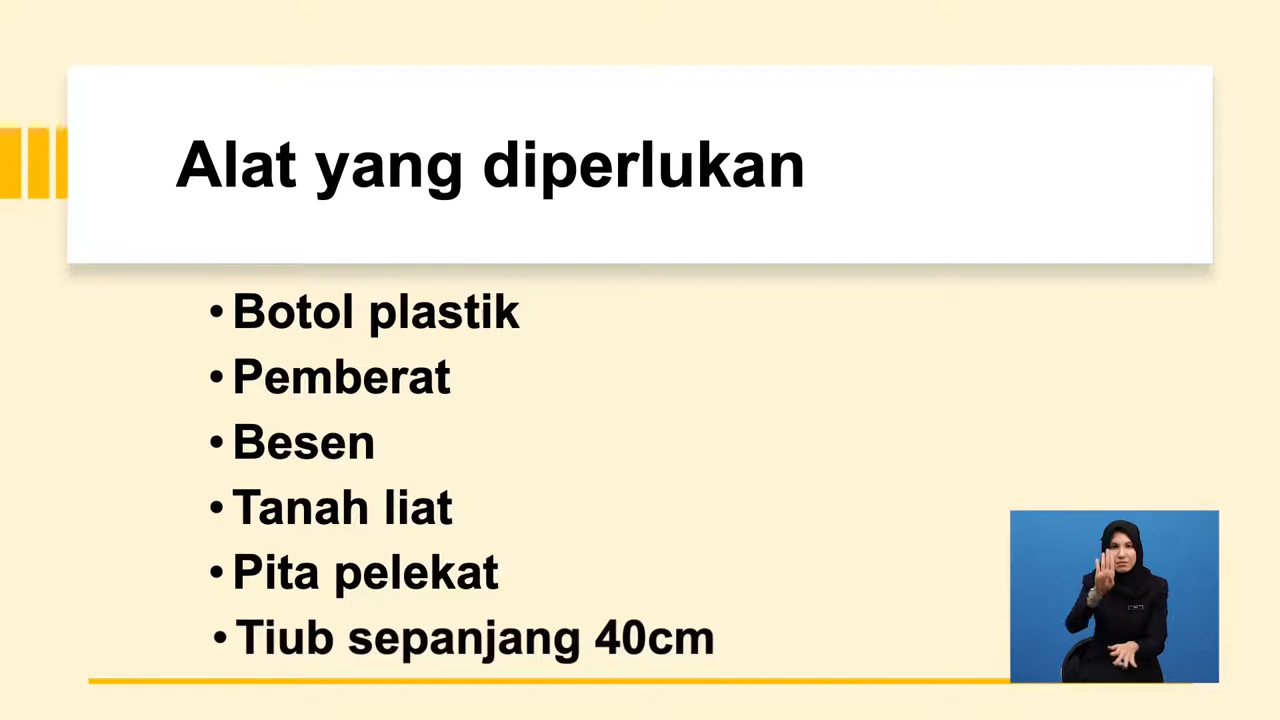 Alat yang diperlukan
• Botol plastik
• Pemberat
• Besen
• Tanah liat
• Pita pelekat
• Tiub sepanjang 40cm